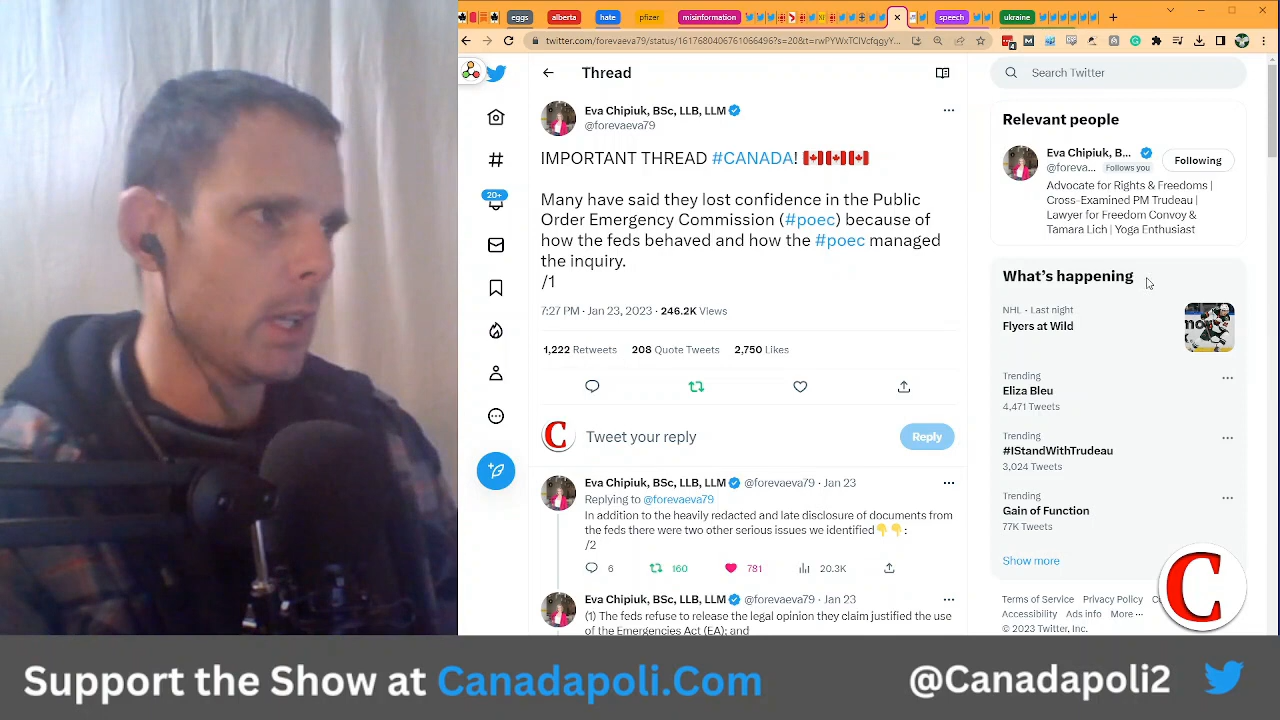 eggs
alberta
hate
pfizer
misinformation
speech
ukraine
twitter.com/forevaeva79/status/1617680406761066496?s=20&t=rwPYWxTCIVcfqgyY...
Thread
Search Twitter
Eva Chipiuk, BSc, LLB, LLM
@forevaeva79
IMPORTANT THREAD #CANADA! 🇨🇦🇨🇦🇨🇦
Many have said they lost confidence in the Public
Order Emergency Commission (#poec) because of
how the feds behaved and how the #poec managed
the inquiry.
/1
7:27 PM · Jan 23, 2023 · 246.2K Views
1,222 Retweets 208 Quote Tweets 2,750 Likes
Tweet your reply
Reply
Eva Chipiuk, BSc, LLB, LLM @forevaeva79 · Jan 23
Replying to @forevaeva79
In addition to the heavily redacted and late disclosure of documents from
the feds there were two other serious issues we identified👇👇:
/2
6 160 781 20.3K
Eva Chipiuk, BSc, LLB, LLM @forevaeva79 · Jan 23
(1) The feds refuse to release the legal opinion they claim justified the use
of the Emergencies Act (EA); and
20+
Relevant people
Eva Chipiuk, B...
@foreva... Follows you
Following
Advocate for Rights & Freedoms |
Cross-Examined PM Trudeau |
Lawyer for Freedom Convoy &
Tamara Lich | Yoga Enthusiast
What's happening
NHL · Last night
Flyers at Wild
Trending
Eliza Bleu
4,471 Tweets
Trending
#IStandWithTrudeau
3,024 Tweets
Trending
Gain of Function
77K Tweets
Show more
Terms of Service Privacy Policy
Accessibility Ads info More ···
© 2023 Twitter, Inc.
C
Support the Show at Canadapoli.Com
@Canadapoli2